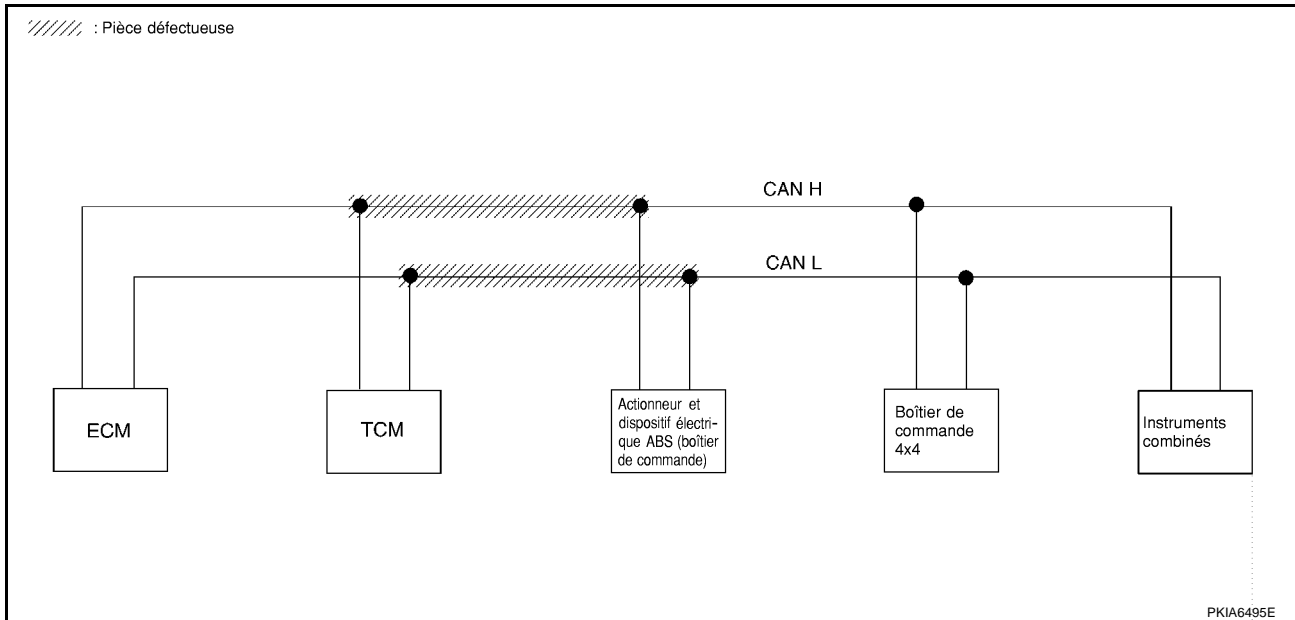 : Pièce défectueuse
CAN H
CAN L
ECM
TCM
Actionneur et
dispositif électri-
que ABS (boîtier
de commande)
Boîtier de
commande
4x4
Instruments
combinés
PKIA6495E